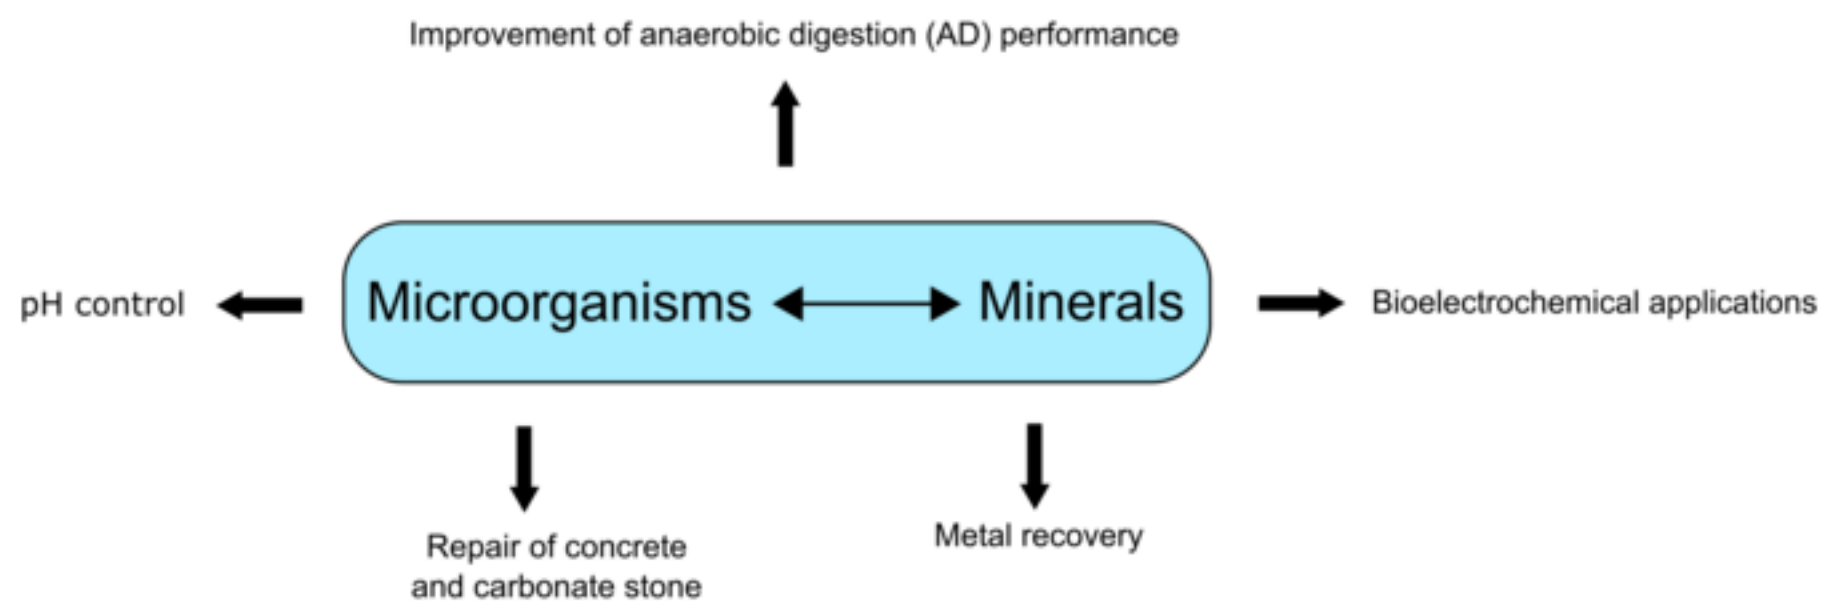 Improvement of anaerobic digestion (AD) performance
pH control
Microorganisms
Minerals
Bioelectrochemical applications
Repair of concrete
and carbonate stone
Metal recovery